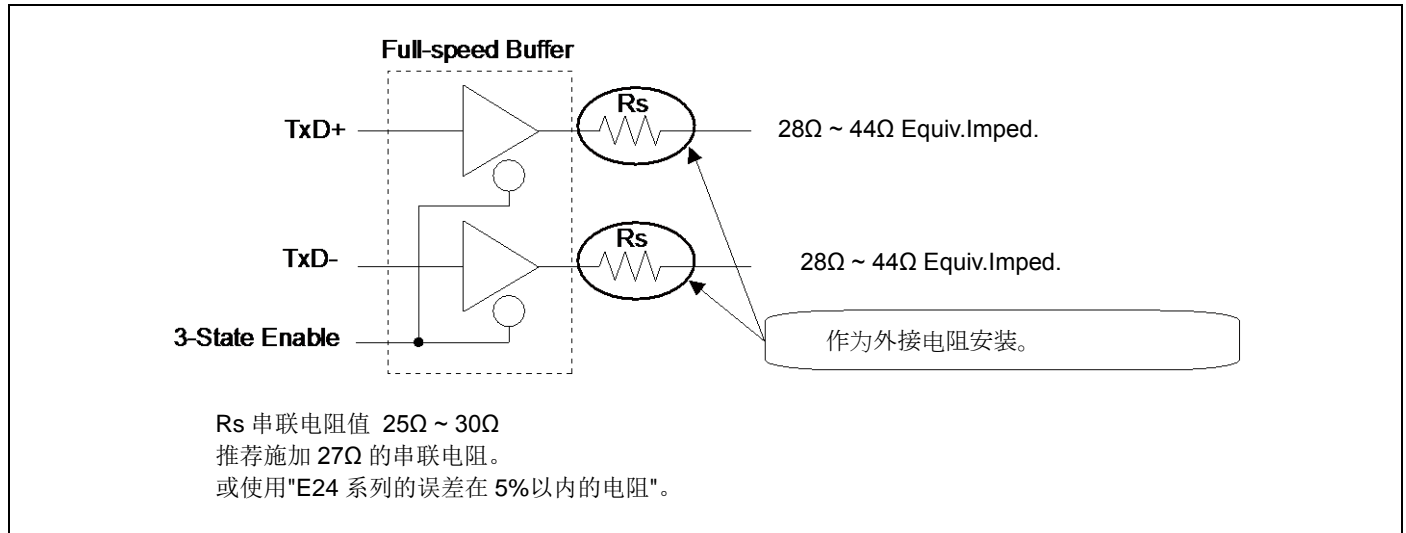 Full-speed Buffer
TxD+
Rs
28Ω ~ 44Ω Equiv.Imped.
TxD-
Rs
28Ω ~ 44Ω Equiv.Imped.
3-State Enable
作为外接电阻安装。
Rs 串联电阻值 25Ω ~ 30Ω
推荐施加 27Ω 的串联电阻。
或使用"E24 系列的误差在 5%以内的电阻"。